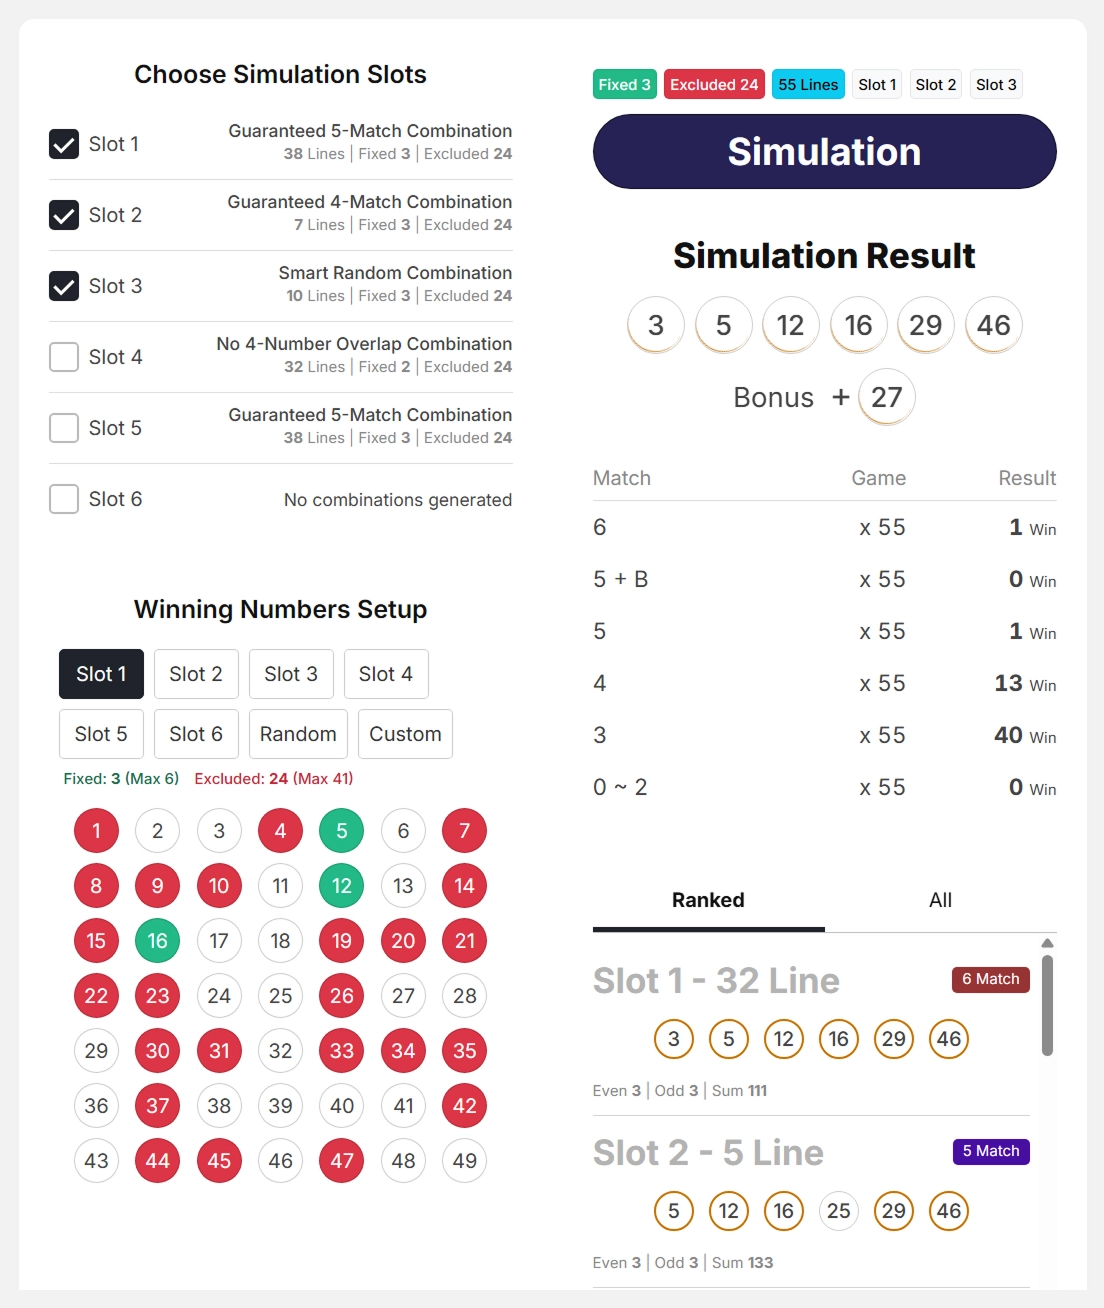 Choose Simulation Slots
Slot 1
Guaranteed 5-Match Combination
38 Lines | Fixed 3 | Excluded 24
Slot 2
Guaranteed 4-Match Combination
7 Lines | Fixed 3 | Excluded 24
Slot 3
Smart Random Combination
10 Lines | Fixed 3 | Excluded 24
Slot 4
No 4-Number Overlap Combination
32 Lines | Fixed 2 | Excluded 24
Slot 5
Guaranteed 5-Match Combination
38 Lines | Fixed 3 | Excluded 24
Slot 6
No combinations generated
Winning Numbers Setup
Slot 1 Slot 2 Slot 3 Slot 4
Slot 5 Slot 6 Random Custom
Fixed: 3 (Max 6) Excluded: 24 (Max 41)
1 2 3 4 5 6 7
8 9 10 11 12 13 14
15 16 17 18 19 20 21
22 23 24 25 26 27 28
29 30 31 32 33 34 35
36 37 38 39 40 41 42
43 44 45 46 47 48 49
Fixed 3 Excluded 24 55 Lines Slot 1 Slot 2 Slot 3
Simulation
Simulation Result
3 5 12 16 29 46
Bonus + 27
Match Game Result
6 x 55 1 Win
5 + B x 55 0 Win
5 x 55 1 Win
4 x 55 13 Win
3 x 55 40 Win
0 ~ 2 x 55 0 Win
Ranked All
Slot 1 - 32 Line 6 Match
3 5 12 16 29 46
Even 3 | Odd 3 | Sum 111
Slot 2 - 5 Line 5 Match
5 12 16 25 29 46
Even 3 | Odd 3 | Sum 133